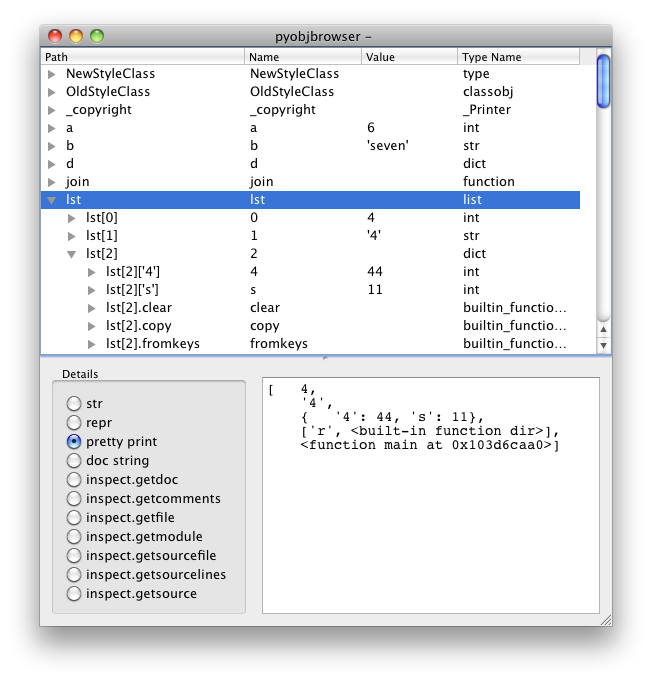 pyobjbrowser –
Path Name Value Type Name
NewStyleClass NewStyleClass type
OldStyleClass OldStyleClass classobj
_copyright _copyright _Printer
a a 6 int
b b 'seven' str
d d dict
join join function
lst lst list
lst[0] 0 4 int
lst[1] 1 '4' str
lst[2] 2 dict
lst[2]['4'] 4 44 int
lst[2]['s'] s 11 int
lst[2].clear clear builtin_functio...
lst[2].copy copy builtin_functio...
lst[2].fromkeys fromkeys builtin_functio...
Details
str
repr
pretty print
doc string
inspect.getdoc
inspect.getcomments
inspect.getfile
inspect.getmodule
inspect.getsourcefile
inspect.getsourcelines
inspect.getsource
[   4,
    '4',
    {   '4': 44, 's': 11},
    ['r', <built-in function dir>],
    <function main at 0x103d6caa0>]